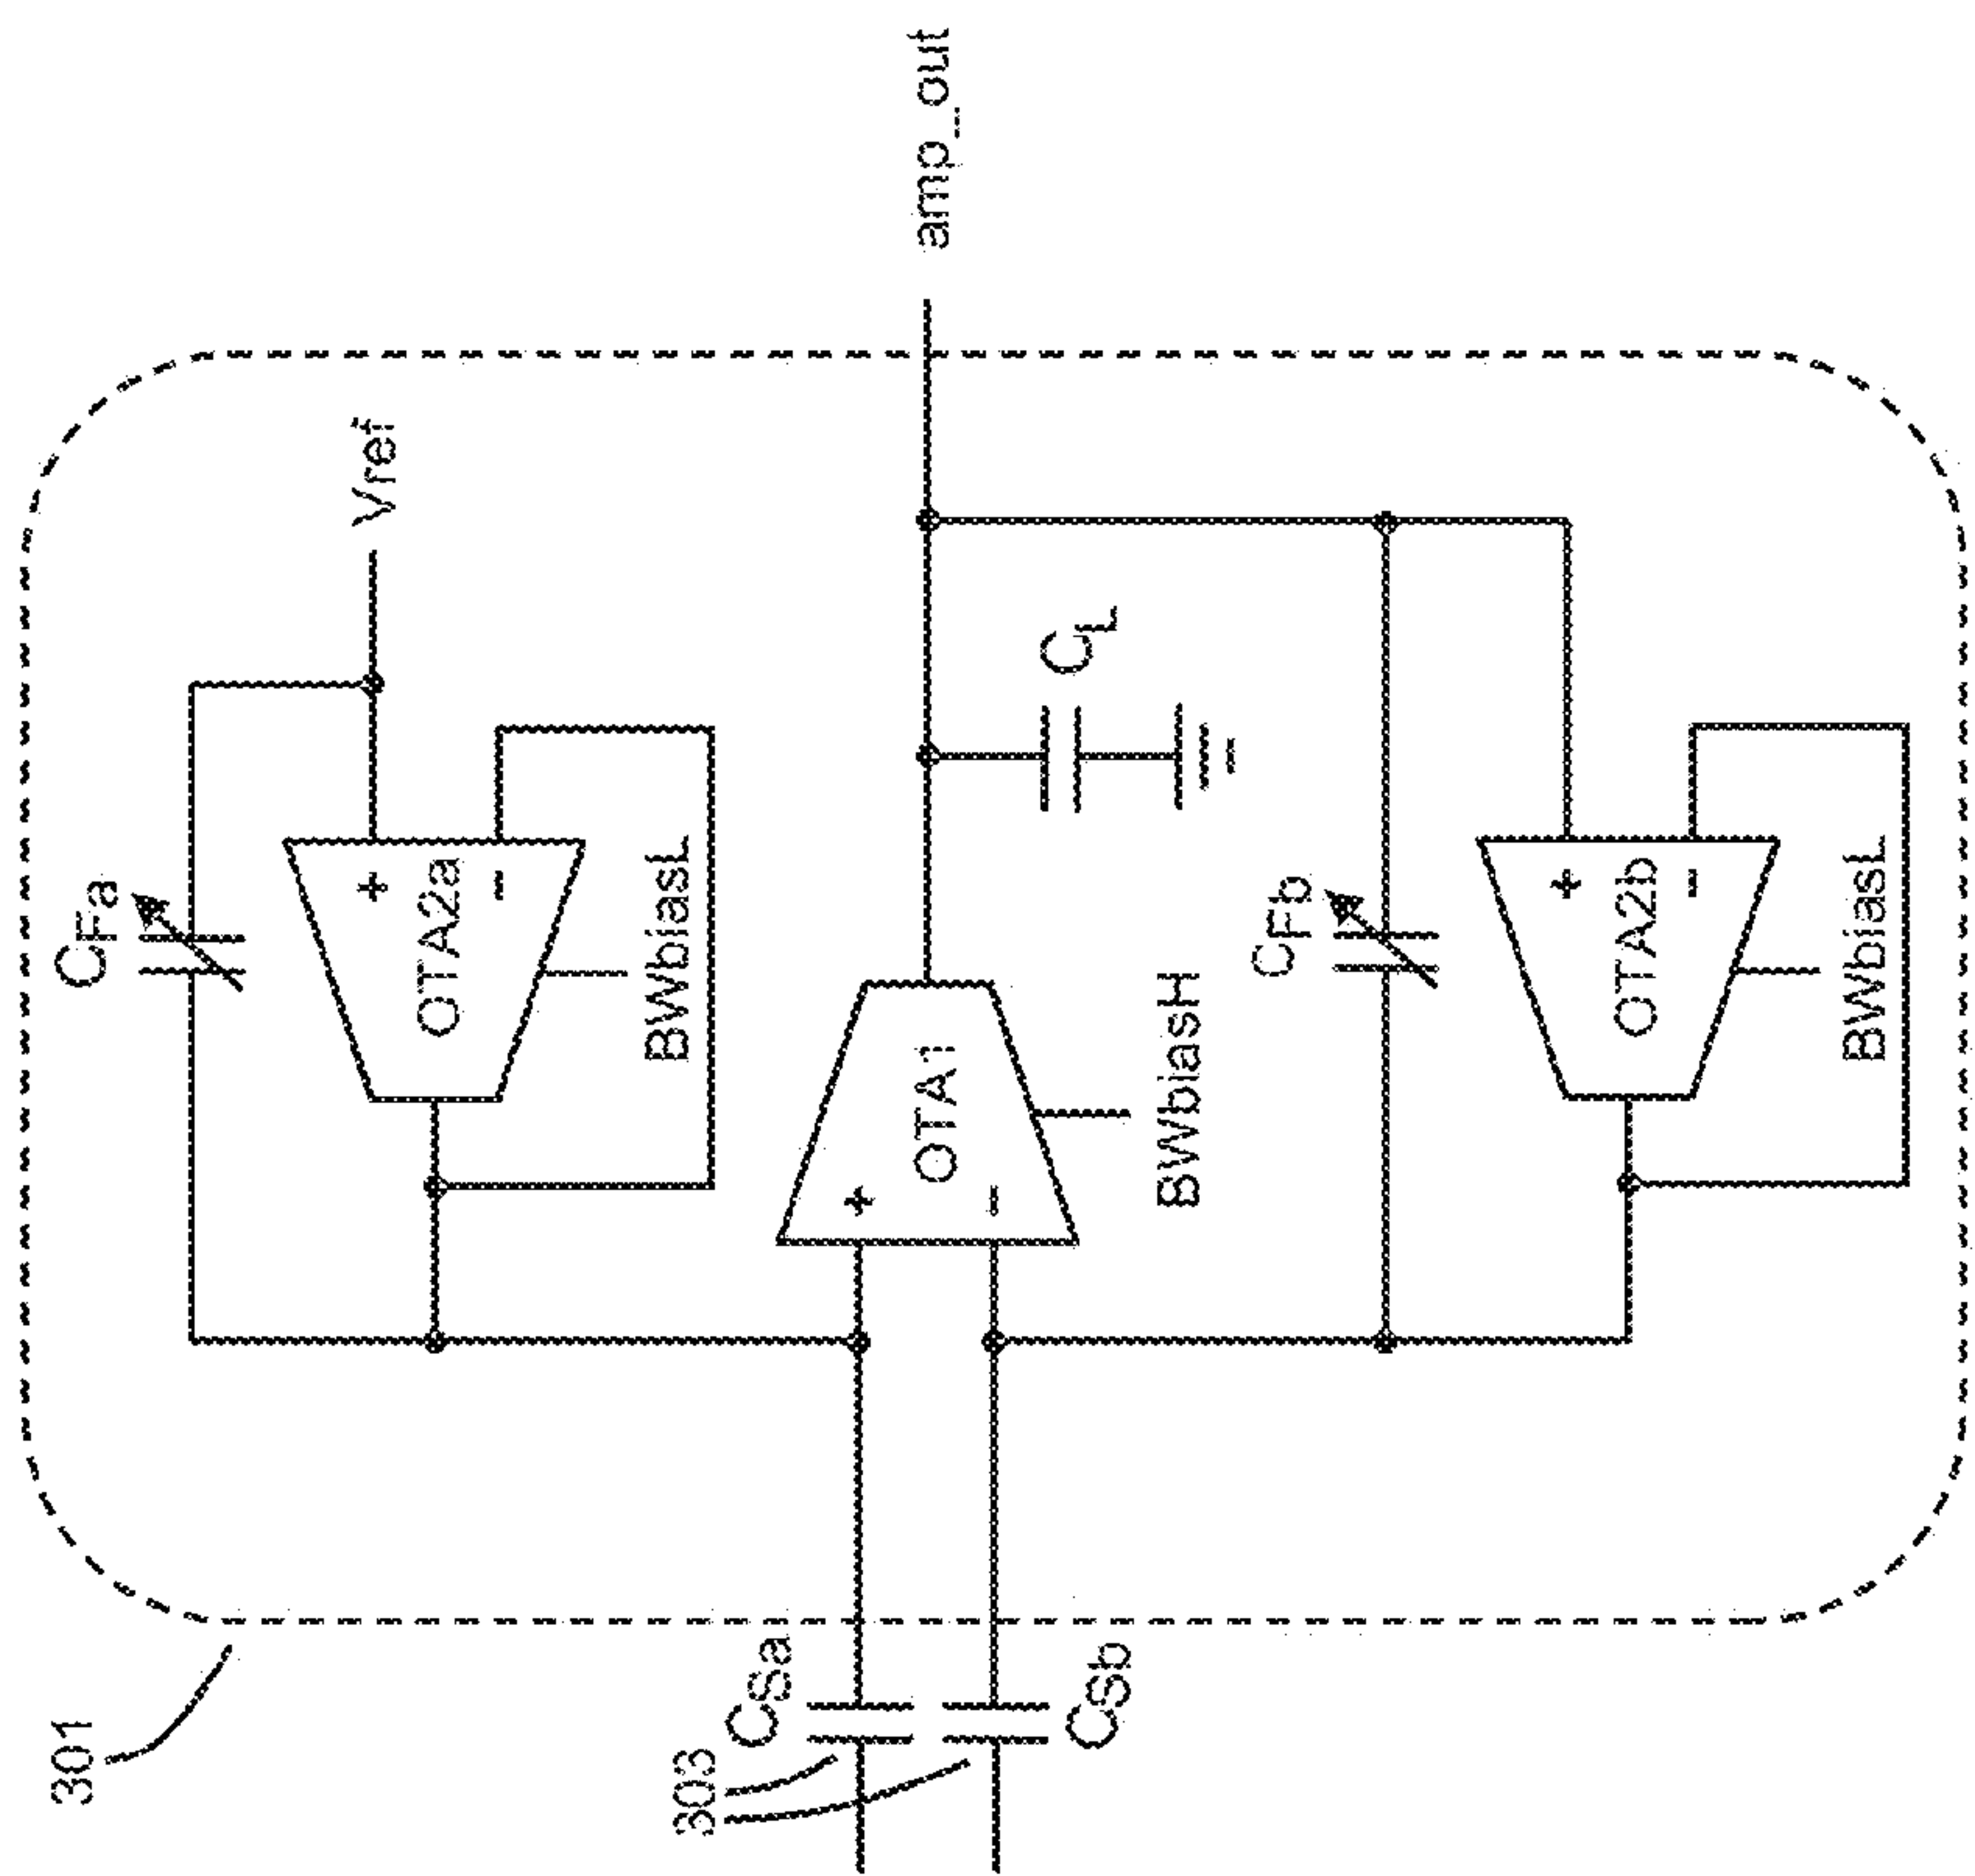 301
303
CSa
CSb
CFa
OTA2a
+
−
BWbiasL
Vref
OTA1
+
−
BWbiasH
CL
amp_out
CFb
OTA2b
+
−
BWbiasL